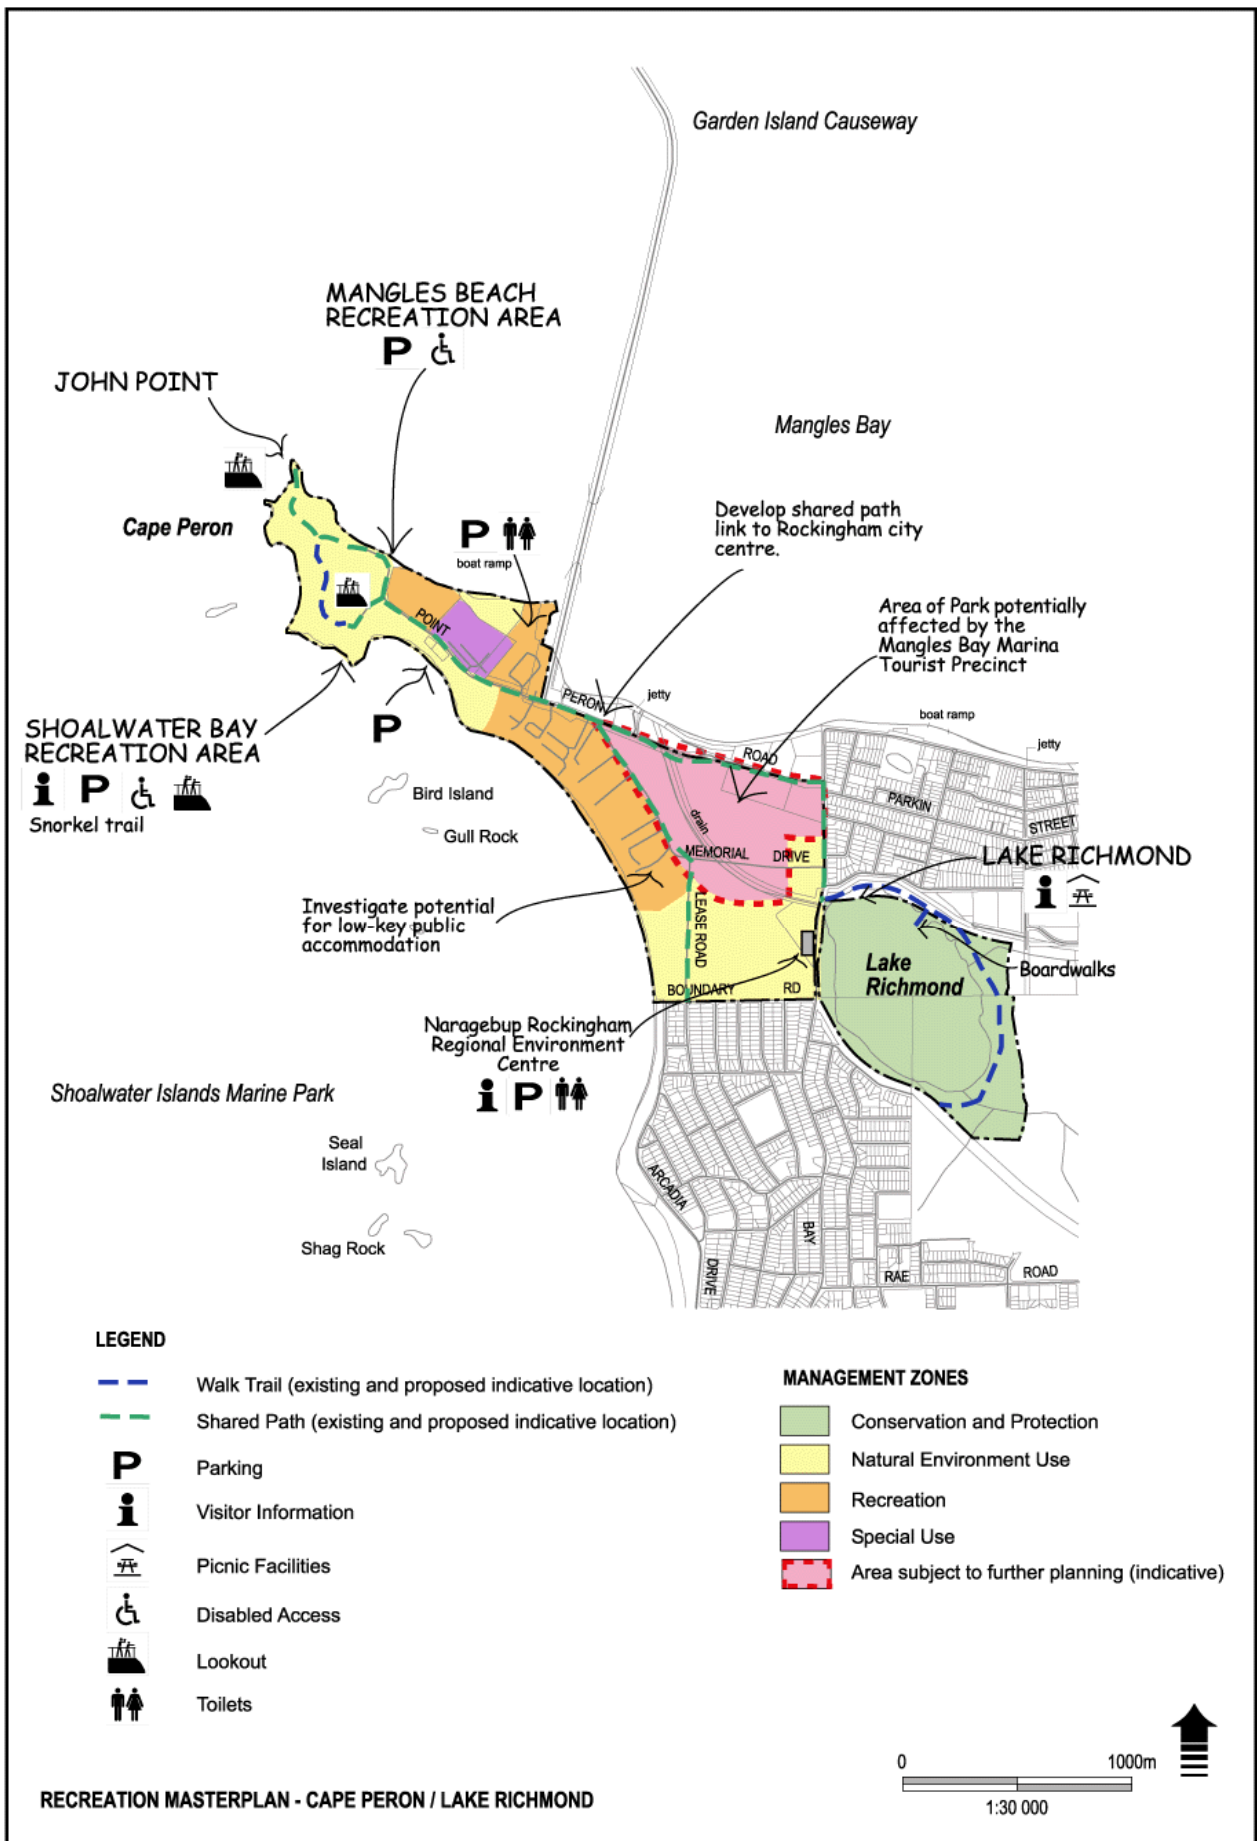 Garden Island Causeway
MANGLES BEACH
RECREATION AREA
P
JOHN POINT
Mangles Bay
Cape Peron
P
boat ramp
Develop shared path
link to Rockingham city
centre.
Area of Park potentially
affected by the
Mangles Bay Marina
Tourist Precinct
POINT
PERON
jetty
ROAD
boat ramp
jetty
SHOALWATER BAY
RECREATION AREA
P
P
Snorkel trail
Bird Island
Gull Rock
PARKIN
STREET
drain
MEMORIAL DRIVE
LAKE RICHMOND
Investigate potential
for low-key public
accommodation
LEASE ROAD
Lake
Richmond
Boardwalks
BOUNDARY RD
Naragebup Rockingham
Regional Environment
Centre
P
Shoalwater Islands Marine Park
Seal
Island
Shag Rock
ARCADIA
DRIVE
BAY
RAE
ROAD
LEGEND
Walk Trail (existing and proposed indicative location)
Shared Path (existing and proposed indicative location)
P Parking
Visitor Information
Picnic Facilities
Disabled Access
Lookout
Toilets
MANAGEMENT ZONES
Conservation and Protection
Natural Environment Use
Recreation
Special Use
Area subject to further planning (indicative)
0 1000m
1:30 000
RECREATION MASTERPLAN - CAPE PERON / LAKE RICHMOND